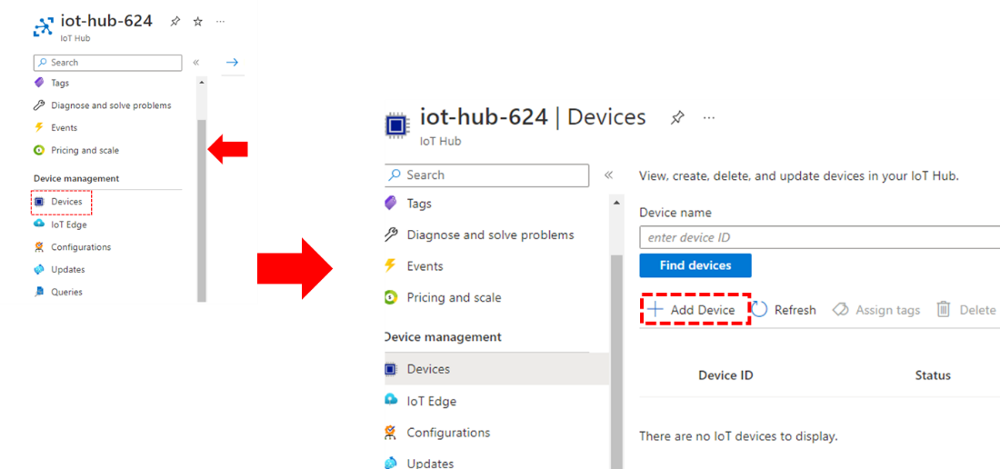 iot-hub-624
IoT Hub
Search
Tags
Diagnose and solve problems
Events
Pricing and scale
Device management
Devices
IoT Edge
Configurations
Updates
Queries
iot-hub-624 | Devices
IoT Hub
Search
Tags
Diagnose and solve problems
Events
Pricing and scale
Device management
Devices
IoT Edge
Configurations
Updates
View, create, delete, and update devices in your IoT Hub.
Device name
enter device ID
Find devices
Add Device Refresh Assign tags Delete
Device ID Status
There are no IoT devices to display.